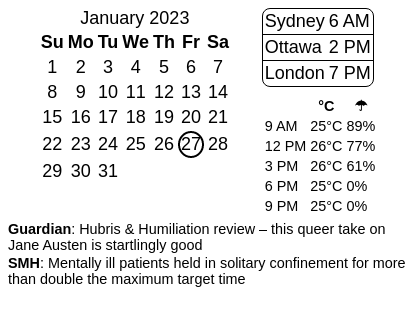 January 2023
Su Mo Tu We Th Fr Sa
1 2 3 4 5 6 7
8 9 10 11 12 13 14
15 16 17 18 19 20 21
22 23 24 25 26 27 28
29 30 31
Sydney 6 AM
Ottawa 2 PM
London 7 PM
°C ☂
9 AM 25°C 89%
12 PM 26°C 77%
3 PM 26°C 61%
6 PM 25°C 0%
9 PM 25°C 0%
Guardian: Hubris & Humiliation review – this queer take on
Jane Austen is startlingly good
SMH: Mentally ill patients held in solitary confinement for more
than double the maximum target time